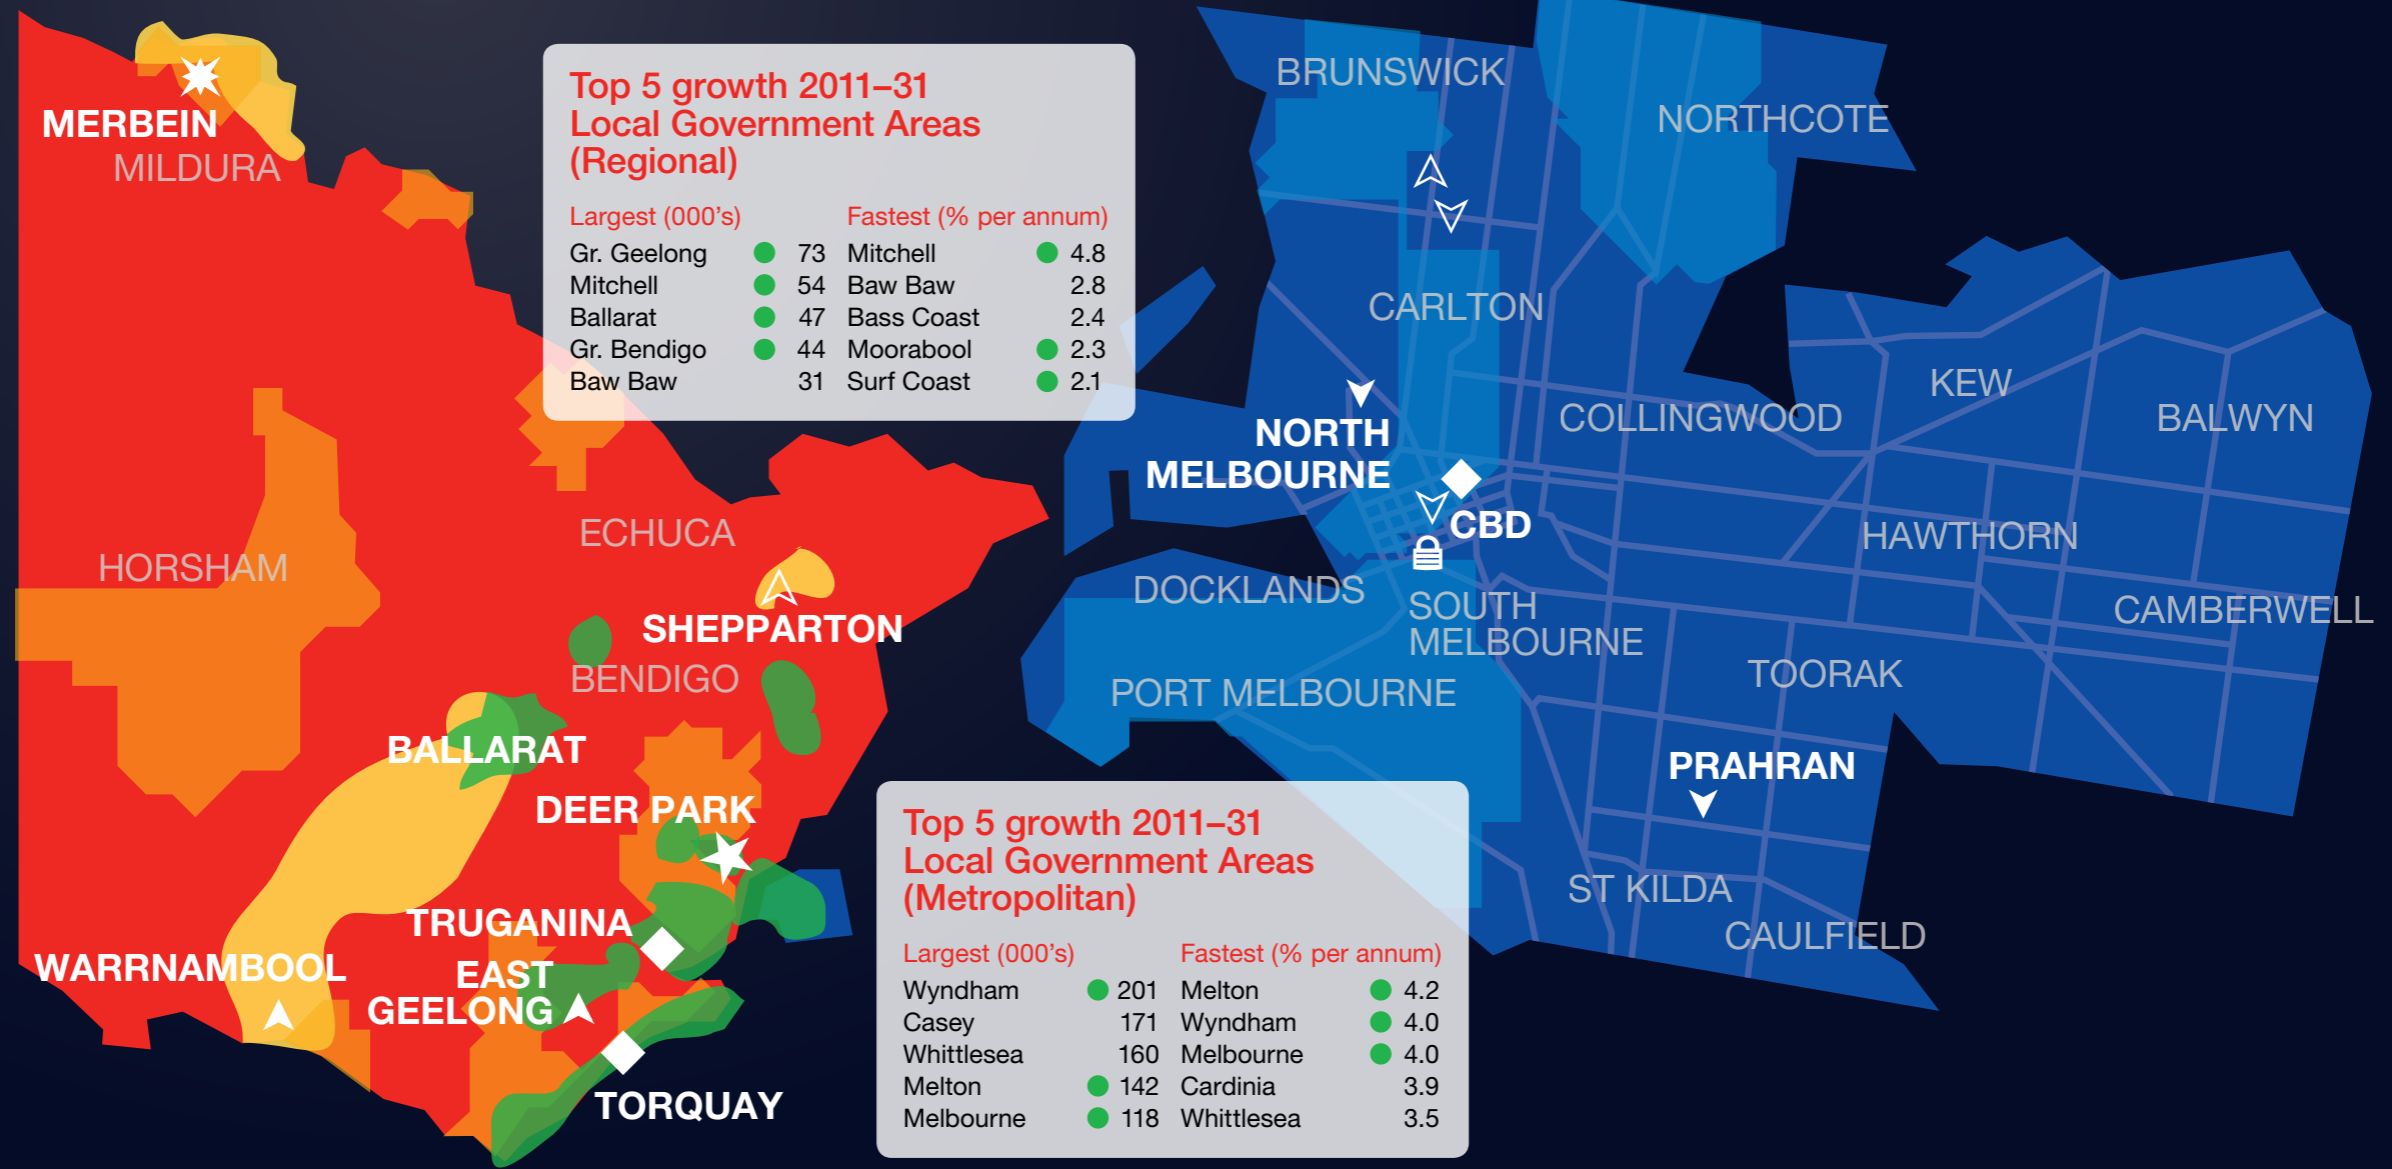 MERBEIN
MILDURA
HORSHAM
ECHUCA
SHEPPARTON
BENDIGO
BALLARAT
DEER PARK
TRUGANINA
WARRNAMBOOL
EAST
GEELONG
TORQUAY
Top 5 growth 2011–31
Local Government Areas
(Regional)
Largest (000's) Fastest (% per annum)
Gr. Geelong 73 Mitchell 4.8
Mitchell 54 Baw Baw 2.8
Ballarat 47 Bass Coast 2.4
Gr. Bendigo 44 Moorabool 2.3
Baw Baw 31 Surf Coast 2.1
BRUNSWICK
NORTHCOTE
CARLTON
KEW
COLLINGWOOD
BALWYN
NORTH
MELBOURNE
CBD
HAWTHORN
DOCKLANDS
SOUTH
MELBOURNE
CAMBERWELL
PORT MELBOURNE
TOORAK
PRAHRAN
ST KILDA
CAULFIELD
Top 5 growth 2011–31
Local Government Areas
(Metropolitan)
Largest (000's) Fastest (% per annum)
Wyndham 201 Melton 4.2
Casey 171 Wyndham 4.0
Whittlesea 160 Melbourne 4.0
Melton 142 Cardinia 3.9
Melbourne 118 Whittlesea 3.5